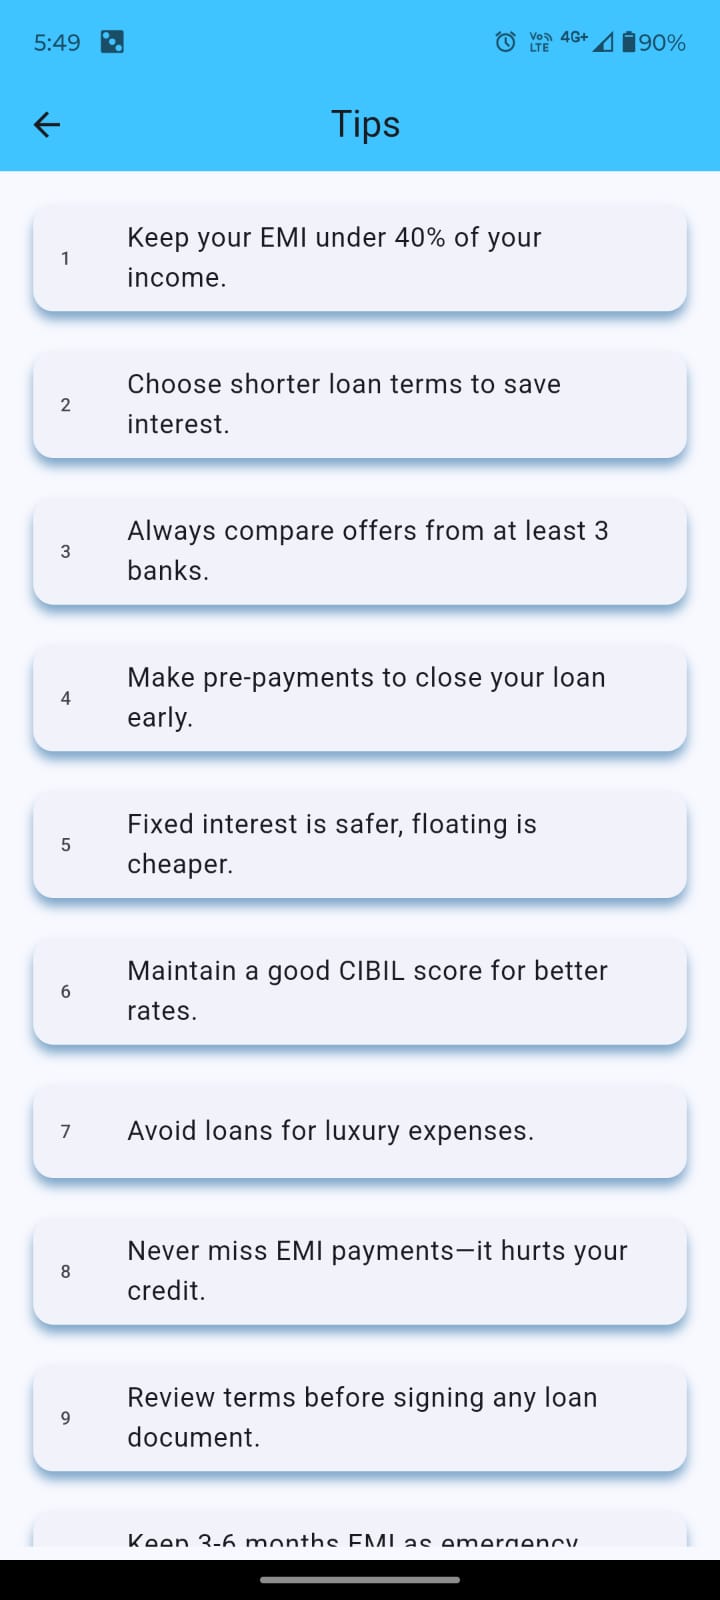 5:49
VoLTE 4G+ 90%
Tips
1
Keep your EMI under 40% of your
income.
2
Choose shorter loan terms to save
interest.
3
Always compare offers from at least 3
banks.
4
Make pre-payments to close your loan
early.
5
Fixed interest is safer, floating is
cheaper.
6
Maintain a good CIBIL score for better
rates.
7
Avoid loans for luxury expenses.
8
Never miss EMI payments—it hurts your
credit.
9
Review terms before signing any loan
document.
Keep 3-6 months EMI as emergency